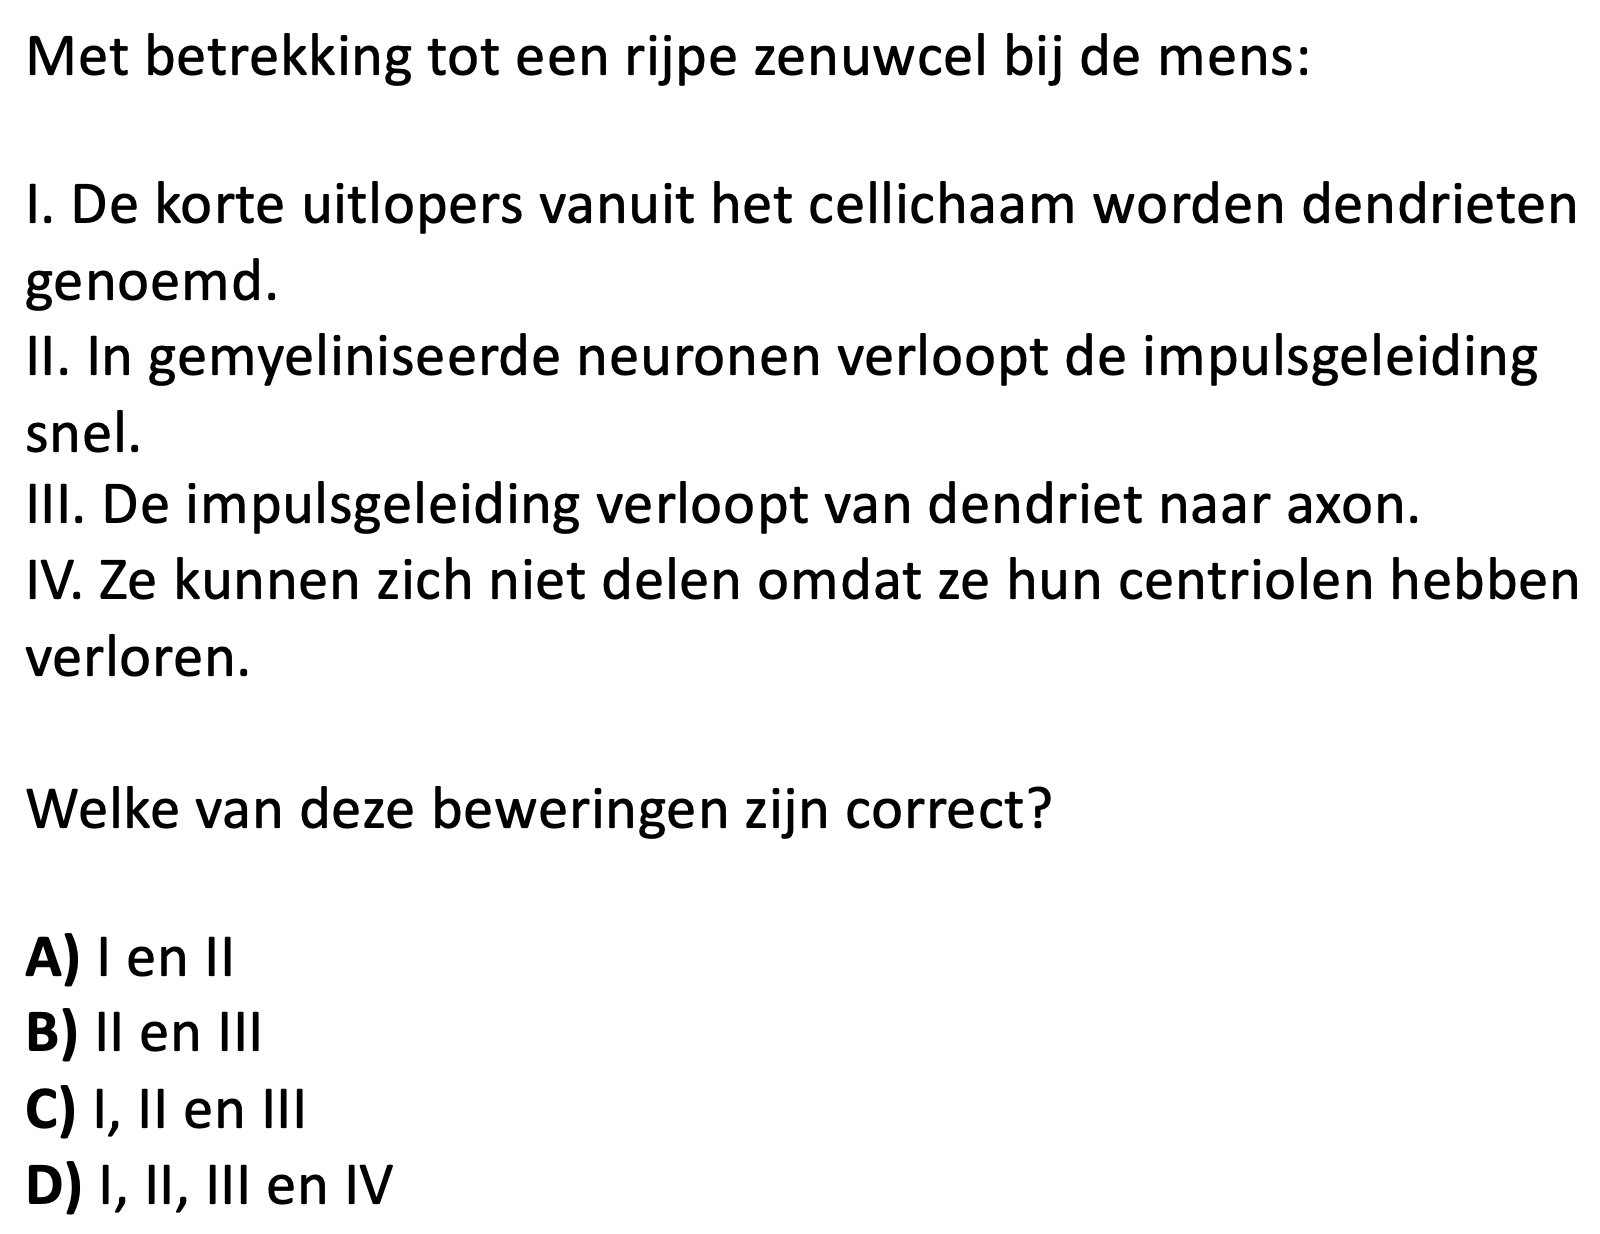 Met betrekking tot een rijpe zenuwcel bij de mens:
I. De korte uitlopers vanuit het cellichaam worden dendrieten
genoemd.
II. In gemyeliniseerde neuronen verloopt de impulsgeleiding
snel.
III. De impulsgeleiding verloopt van dendriet naar axon.
IV. Ze kunnen zich niet delen omdat ze hun centriolen hebben
verloren.
Welke van deze beweringen zijn correct?
A) I en II
B) II en III
C) I, II en III
D) I, II, III en IV